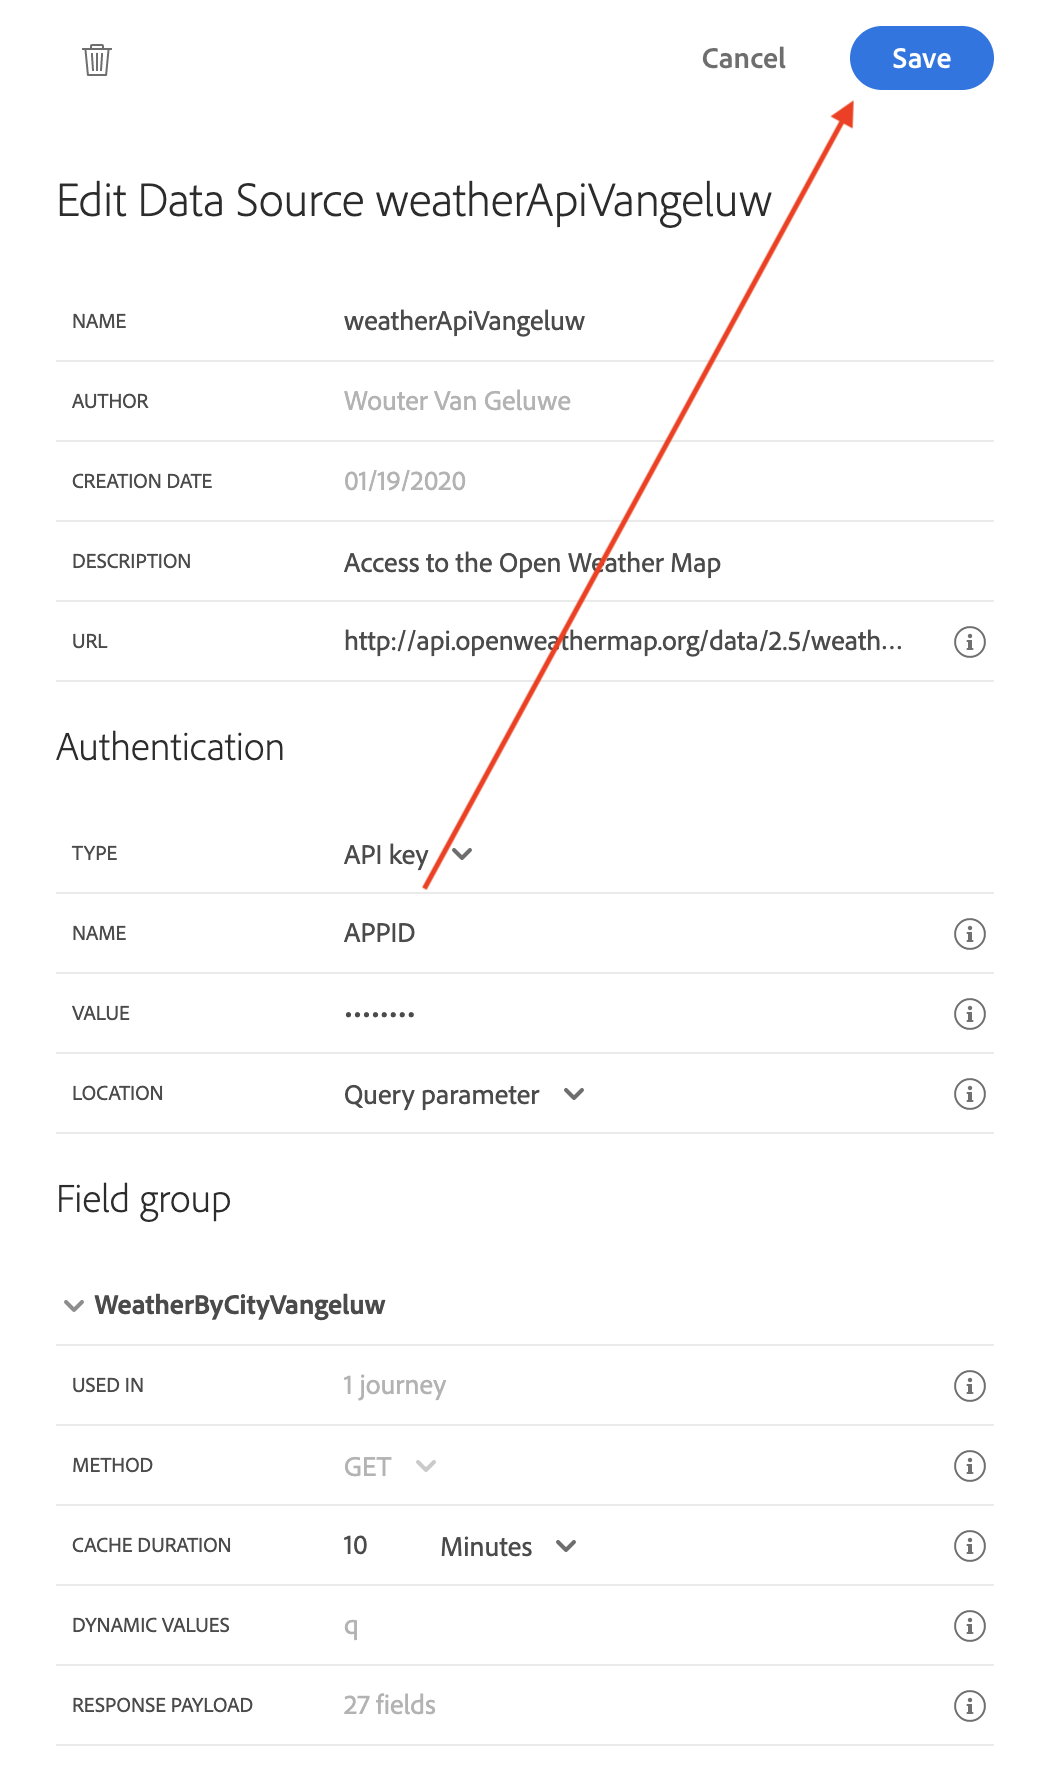 Cancel Save
Edit Data Source weatherApiVangeluw
NAME weatherApiVangeluw
AUTHOR Wouter Van Geluwe
CREATION DATE 01/19/2020
DESCRIPTION Access to the Open Weather Map
URL http://api.openweathermap.org/data/2.5/weath...
Authentication
TYPE API key
NAME APPID
VALUE ••••••••
LOCATION Query parameter
Field group
WeatherByCityVangeluw
USED IN 1 journey
METHOD GET
CACHE DURATION 10 Minutes
DYNAMIC VALUES q
RESPONSE PAYLOAD 27 fields